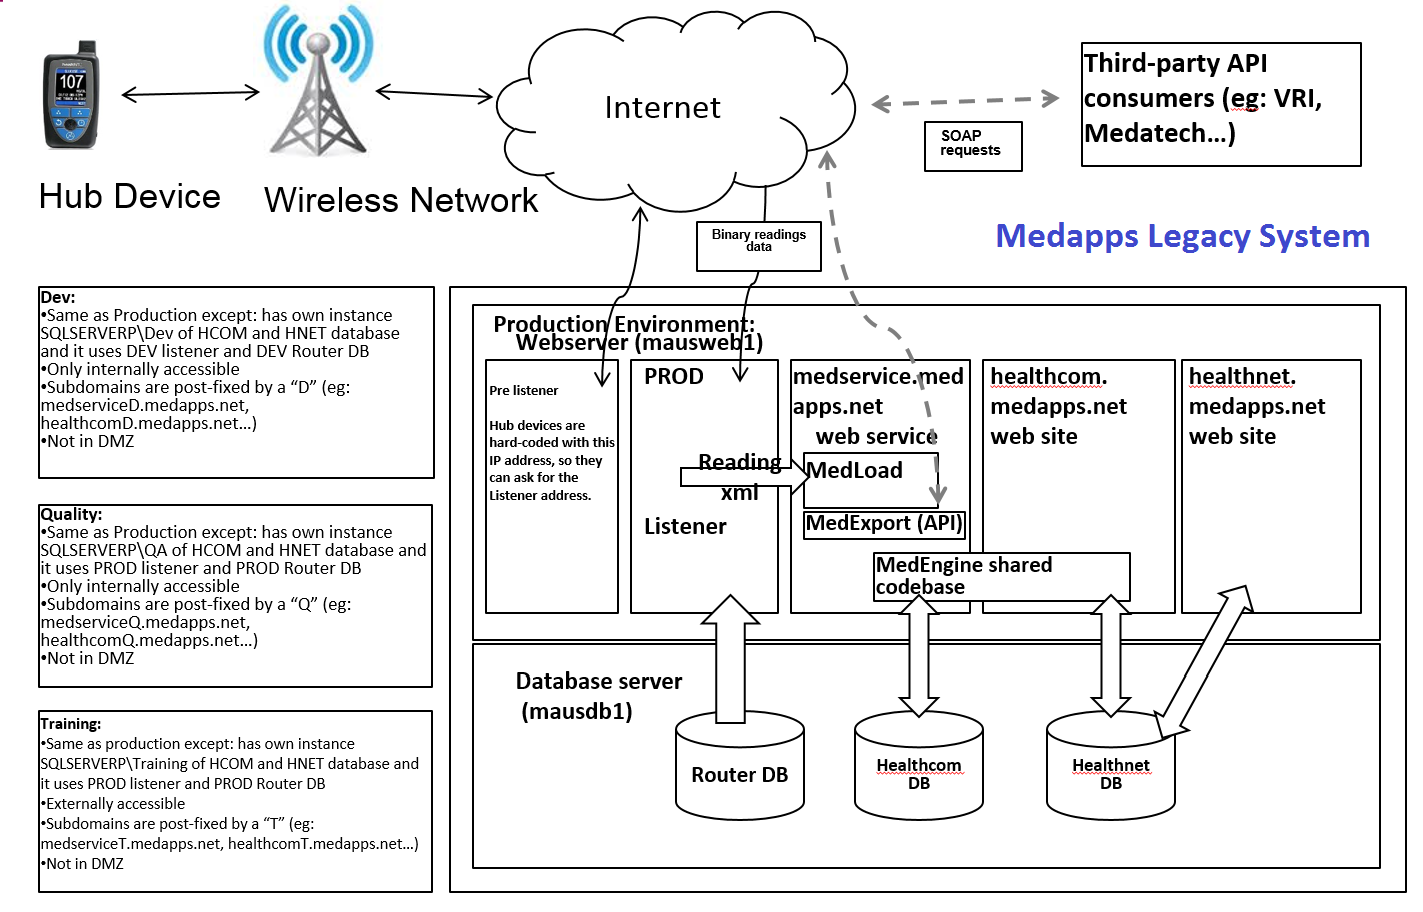 107
Hub Device
Wireless Network
Internet
SOAP
requests
Third-party API
consumers (eg: VRI,
Medatech…)
Binary readings
data
Medapps Legacy System
Dev:
•Same as Production except: has own instance
SQLSERVERP\Dev of HCOM and HNET database
and it uses DEV listener and DEV Router DB
•Only internally accessible
•Subdomains are post-fixed by a “D” (eg:
medserviceD.medapps.net,
healthcomD.medapps.net…)
•Not in DMZ
Quality:
•Same as Production except: has own instance
SQLSERVERP\QA of HCOM and HNET database and
it uses PROD listener and PROD Router DB
•Only internally accessible
•Subdomains are post-fixed by a “Q” (eg:
medserviceQ.medapps.net,
healthcomQ.medapps.net…)
•Not in DMZ
Training:
•Same as production except: has own instance
SQLSERVERP\Training of HCOM and HNET database and
it uses PROD listener and PROD Router DB
•Externally accessible
•Subdomains are post-fixed by a “T” (eg:
medserviceT.medapps.net, healthcomT.medapps.net…)
•Not in DMZ
Production Environment:
Webserver (mausweb1)
Pre listener
Hub devices are
hard-coded with this
IP address, so they
can ask for the
Listener address.
PROD
Reading
xml
Listener
medservice.med
apps.net
web service
MedLoad
MedExport (API)
MedEngine shared
codebase
healthcom.
medapps.net
web site
healthnet.
medapps.net
web site
Database server
(mausdb1)
Router DB
Healthcom
DB
Healthnet
DB